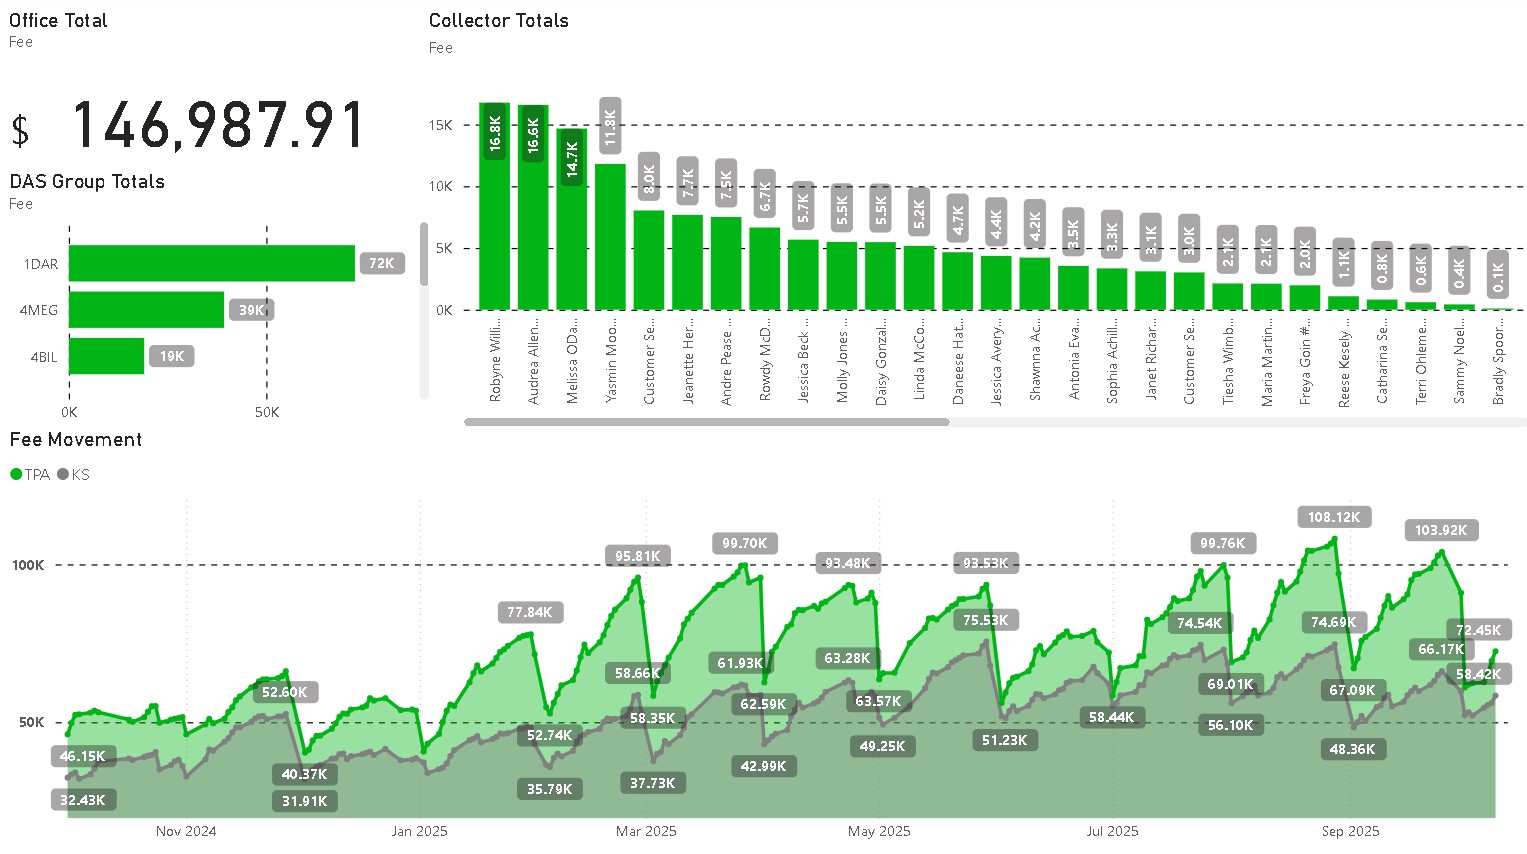 Office Total
Fee
$ 146,987.91
DAS Group Totals
Fee
1DAR 72K
4MEG 39K
4BIL 19K
0K 50K
Collector Totals
Fee
15K
10K
5K
0K
16.8K 16.6K 14.7K 11.8K 8.0K 7.7K 7.5K 6.7K 5.7K 5.5K 5.5K 5.2K 4.7K 4.4K 4.2K 3.5K 3.3K 3.1K 3.0K 2.1K 2.1K 2.0K 1.1K 0.8K 0.6K 0.4K 0.1K
Robyne Willi...
Audrea Allen...
Melissa ODa...
Yasmin Moo...
Customer Se...
Jeanette Her...
Andre Pease ...
Rowdy McD...
Jessica Beck ...
Molly Jones ...
Daisy Gonzal...
Linda McCo...
Daneese Hat...
Jessica Avery...
Shawnna Ac...
Antonia Eva...
Sophia Achill...
Janet Richar...
Customer Se...
Tiesha Wimb...
Maria Martin...
Freya Goin #...
Reese Kesely ...
Catharina Se...
Terri Ohleme...
Sammy Noel...
Bradly Spoor...
Fee Movement
TPA KS
100K
50K
46.15K
32.43K
52.60K
40.37K
31.91K
77.84K
52.74K
35.79K
95.81K
58.66K
58.35K
37.73K
99.70K
61.93K
62.59K
42.99K
93.48K
63.28K
63.57K
49.25K
93.53K
75.53K
51.23K
58.44K
99.76K
74.54K
69.01K
56.10K
108.12K
74.69K
67.09K
48.36K
103.92K
66.17K
72.45K
58.42K
Nov 2024 Jan 2025 Mar 2025 May 2025 Jul 2025 Sep 2025